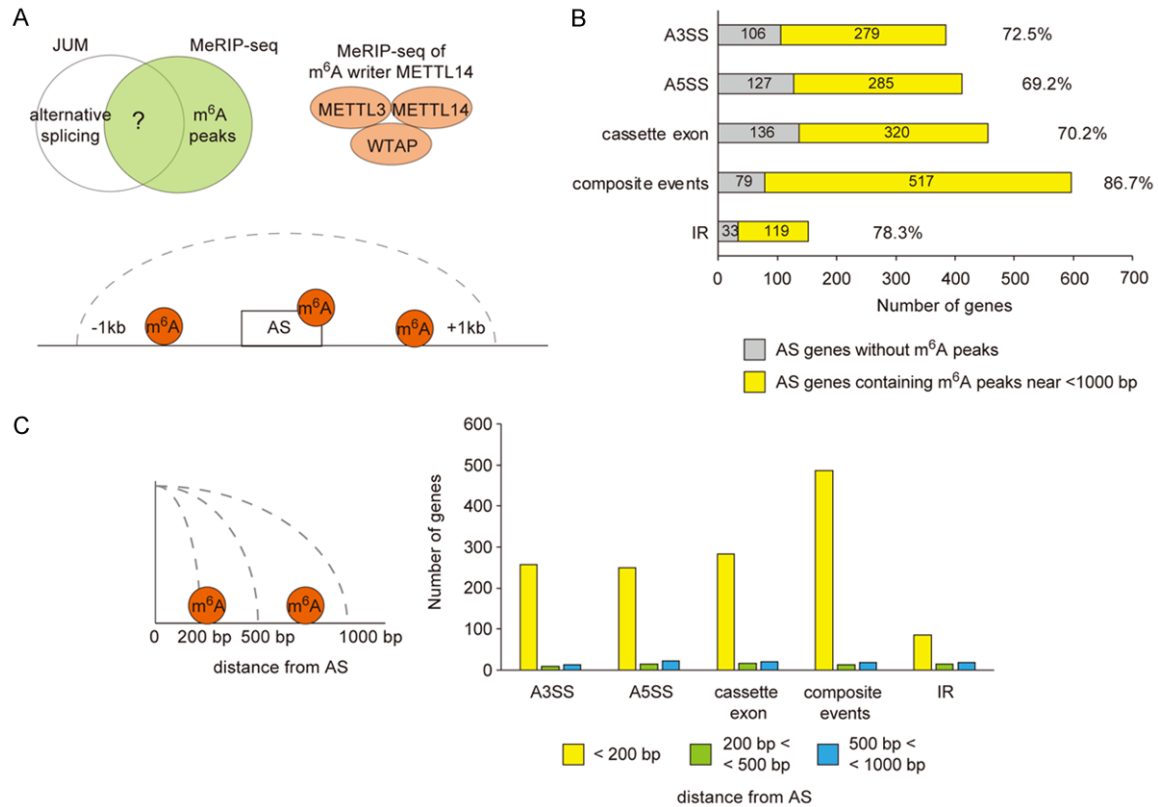 A
JUM
MeRIP-seq
alternative
splicing
?
m⁶A
peaks
MeRIP-seq of
m⁶A writer METTL14
METTL3
METTL14
WTAP
-1kb
m⁶A
AS
m⁶A
m⁶A
+1kb
B
A3SS
106
279
72.5%
A5SS
127
285
69.2%
cassette exon
136
320
70.2%
composite events
79
517
86.7%
IR
33
119
78.3%
0 100 200 300 400 500 600 700
Number of genes
AS genes without m⁶A peaks
AS genes containing m⁶A peaks near <1000 bp
C
m⁶A
m⁶A
0 200 bp 500 bp 1000 bp
distance from AS
Number of genes
600
500
400
300
200
100
0
A3SS
A5SS
cassette
exon
composite
events
IR
< 200 bp
200 bp <
< 500 bp
500 bp <
< 1000 bp
distance from AS